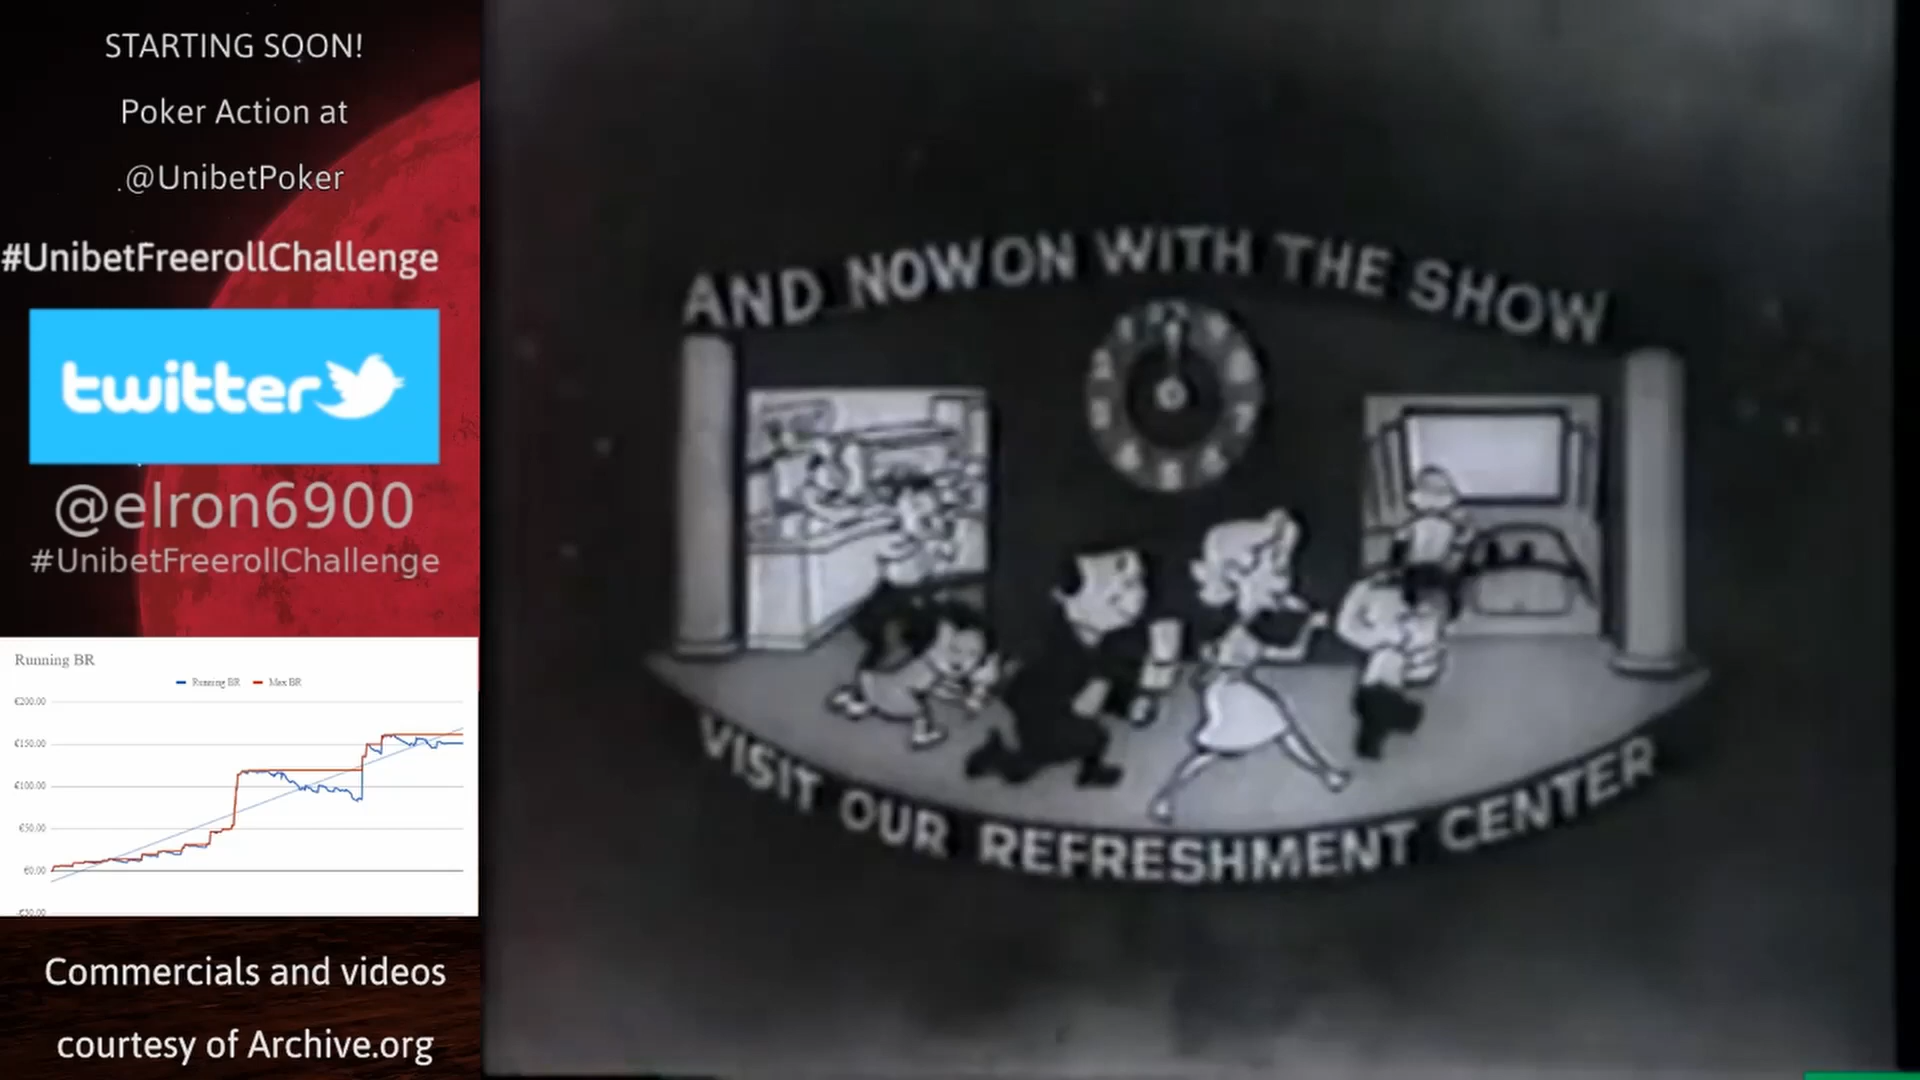 STARTING SOON!
Poker Action at
@UnibetPoker
#UnibetFreerollChallenge
twitter
@elron6900
#UnibetFreerollChallenge
Running BR
Running BR
Max BR
€200.00
€150.00
€100.00
€50.00
€0.00
-€50.00
Commercials and videos
courtesy of Archive.org
AND NOW ON WITH THE SHOW
VISIT OUR REFRESHMENT CENTER